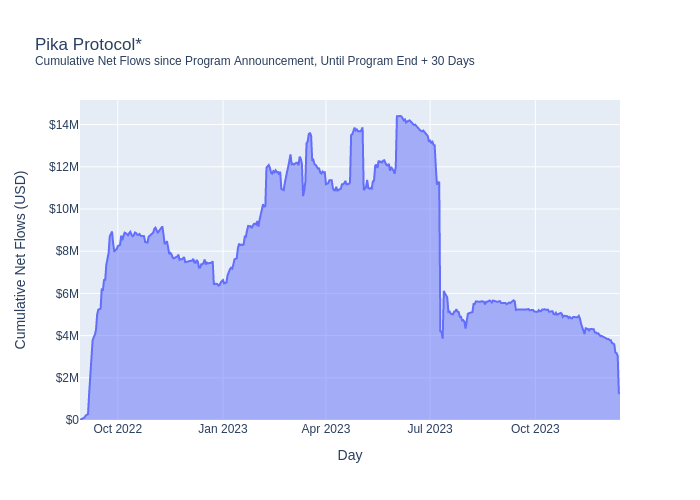 Pika Protocol*
Cumulative Net Flows since Program Announcement, Until Program End + 30 Days
$14M
$12M
$10M
$8M
$6M
$4M
$2M
$0
Cumulative Net Flows (USD)
Oct 2022
Jan 2023
Apr 2023
Jul 2023
Oct 2023
Day